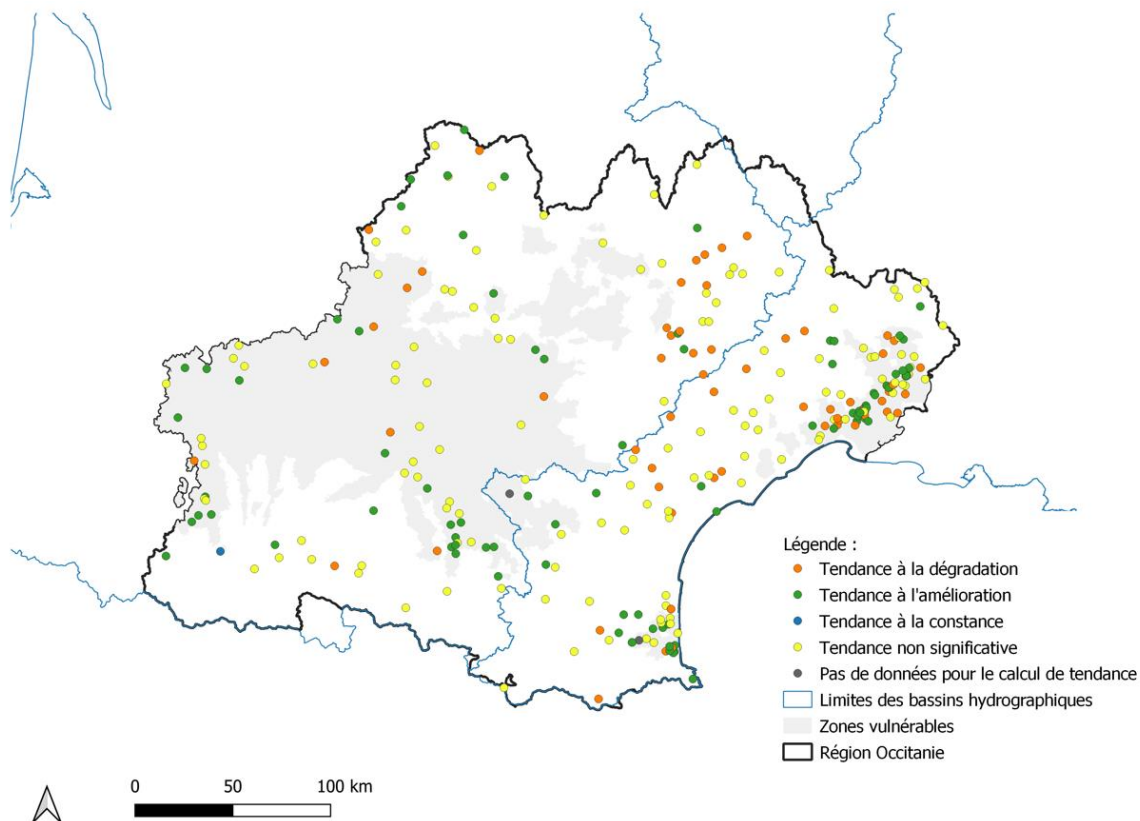 Légende :
Tendance à la dégradation
Tendance à l'amélioration
Tendance à la constance
Tendance non significative
Pas de données pour le calcul de tendance
Limites des bassins hydrographiques
Zones vulnérables
Région Occitanie
0 50 100 km